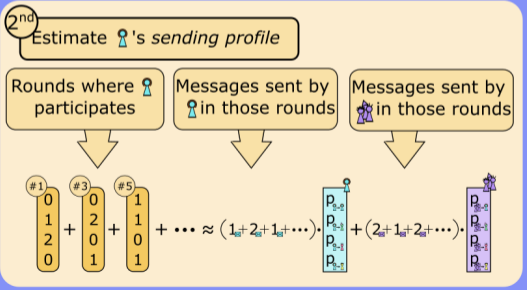 2nd
Estimate 's sending profile
Rounds where
participates
Messages sent by
in those rounds
Messages sent by
in those rounds
#1 #3 #5
0 0 1
1 + 2 + 1 + ••• ≈ (1 +2 +1 +•••)· p p p p +(2 +1 +2 +•••)· p p p p
2 0 0
0 1 1